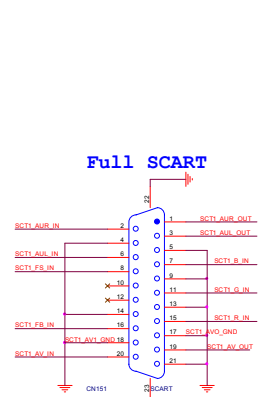 Full SCART
22
1 SCT1_AUR_OUT
SCT1_AUR_IN 2
3 SCT1_AUL_OUT
4
5
SCT1_AUL_IN 6
7 SCT1_B_IN
SCT1_FS_IN 8
9
10
11 SCT1_G_IN
12
13
14
15 SCT1_R_IN
SCT1_FB_IN 16
17 SCT1_AVO_GND
SCT1_AV1_GND 18
19 SCT1_AV_OUT
SCT1_AV_IN 20
21
CN151 23 SCART